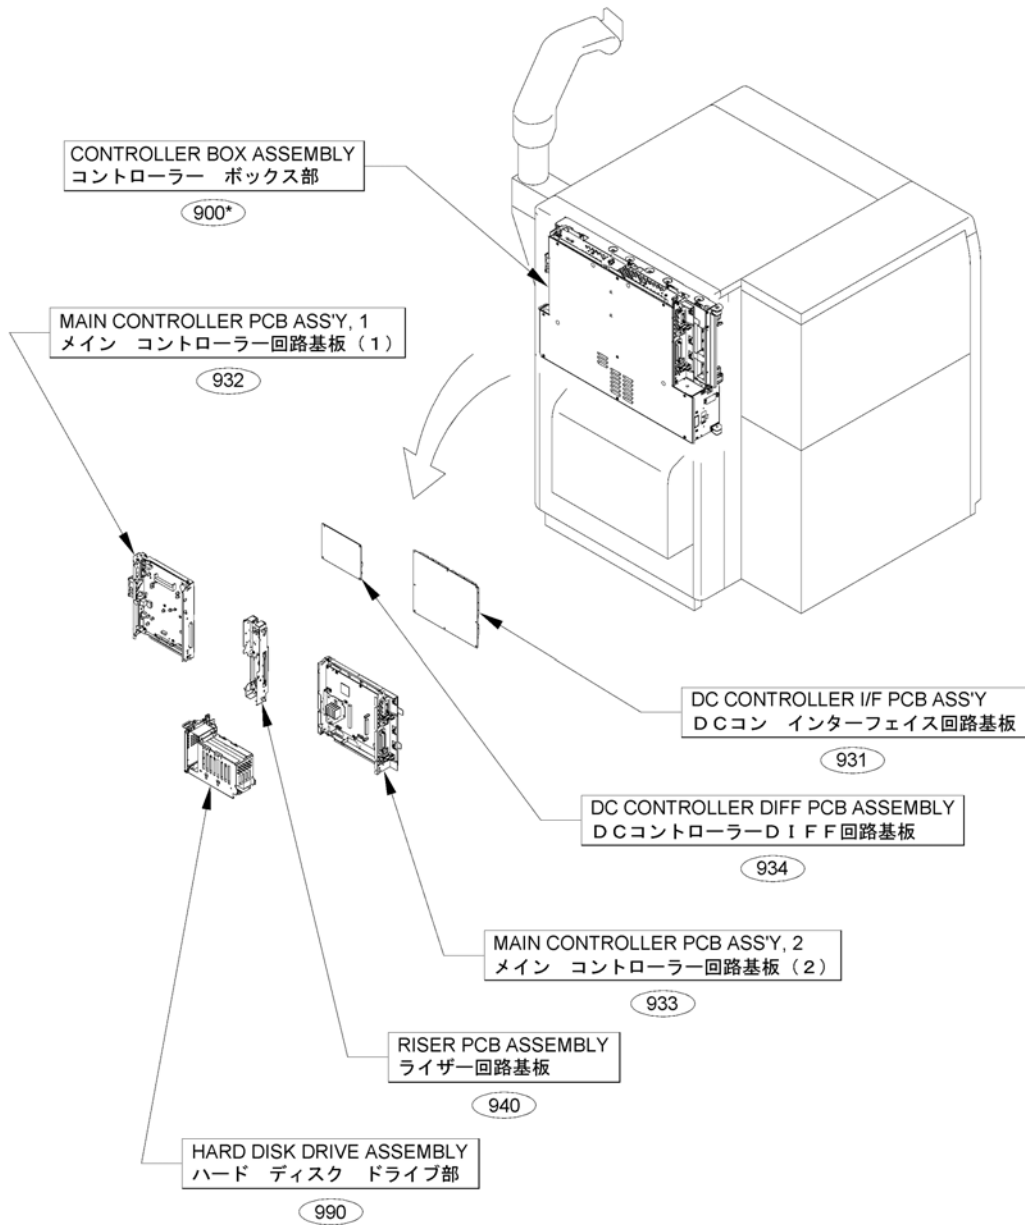 CONTROLLER BOX ASSEMBLY
コントローラー　ボックス部
900*
MAIN CONTROLLER PCB ASS'Y, 1
メイン　コントローラー回路基板（１）
932
DC CONTROLLER I/F PCB ASS'Y
ＤＣコン　インターフェイス回路基板
931
DC CONTROLLER DIFF PCB ASSEMBLY
ＤＣコントローラーＤＩＦＦ回路基板
934
MAIN CONTROLLER PCB ASS'Y, 2
メイン　コントローラー回路基板（２）
933
RISER PCB ASSEMBLY
ライザー回路基板
940
HARD DISK DRIVE ASSEMBLY
ハード　ディスク　ドライブ部
990